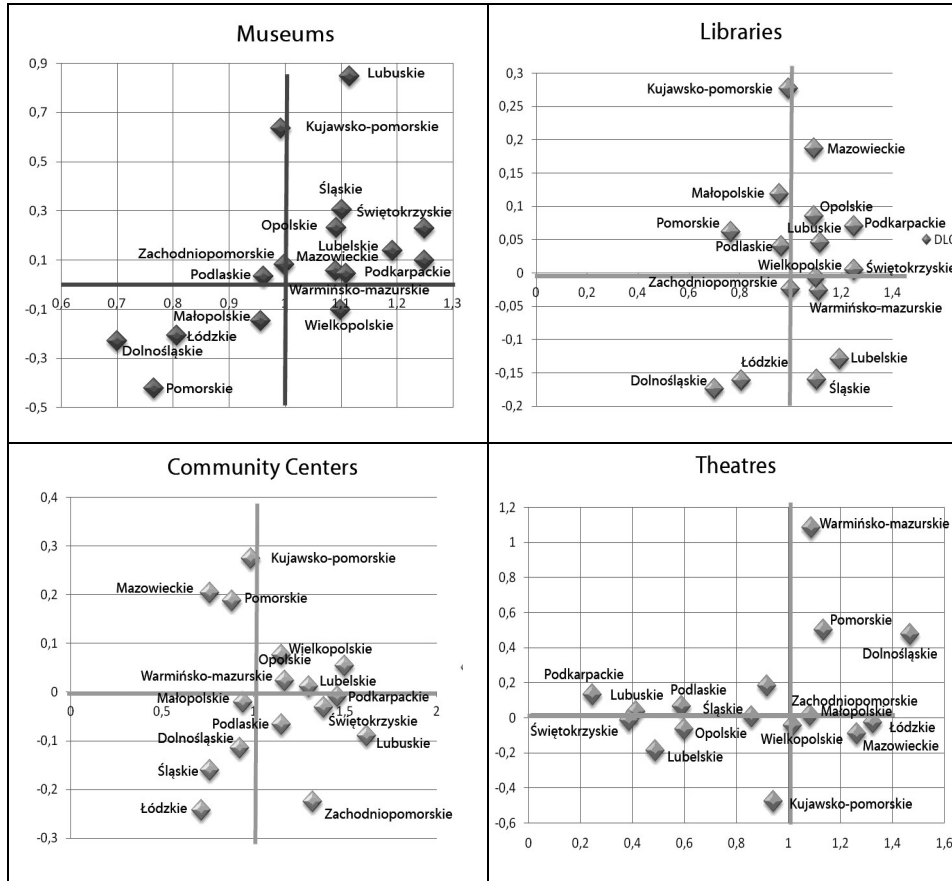 Museums
0,9
0,7
0,5
0,3
0,1
-0,1
-0,3
-0,5
0,6
0,7
0,8
0,9
1
1,1
1,2
1,3
Lubuskie
Kujawsko-pomorskie
Śląskie
Świętokrzyskie
Opolskie
Lubelskie
Zachodniopomorskie
Mazowieckie
Podlaskie
Podkarpackie
Warmińsko-mazurskie
Małopolskie
Wielkopolskie
Łódzkie
Dolnośląskie
Pomorskie
Libraries
0,3
0,25
0,2
0,15
0,1
0,05
0
-0,05
-0,1
-0,15
-0,2
0
0,2
0,4
0,6
0,8
1
1,2
1,4
Kujawsko-pomorskie
Mazowieckie
Małopolskie
Opolskie
Pomorskie
Lubuskie
Podkarpackie
Podlaskie
Wielkopolskie
Świętokrzyskie
Zachodniopomorskie
Warmińsko-mazurskie
Łódzkie
Lubelskie
Dolnośląskie
Śląskie
Community Centers
0,4
0,3
0,2
0,1
0
-0,1
-0,2
-0,3
0
0,5
1
1,5
2
Kujawsko-pomorskie
Mazowieckie
Pomorskie
Wielkopolskie
Opolskie
Warmińsko-mazurskie
Lubelskie
Małopolskie
Podkarpackie
Podlaskie
Świętokrzyskie
Dolnośląskie
Lubuskie
Śląskie
Łódzkie
Zachodniopomorskie
Theatres
1,2
1
0,8
0,6
0,4
0,2
0
-0,2
-0,4
-0,6
0
0,2
0,4
0,6
0,8
1
1,2
1,4
1,6
Warmińsko-mazurskie
Pomorskie
Dolnośląskie
Podkarpackie
Lubuskie
Podlaskie
Zachodniopomorskie
Śląskie
Małopolskie
Świętokrzyskie
Opolskie
Wielkopolskie
Łódzkie
Lubelskie
Mazowieckie
Kujawsko-pomorskie